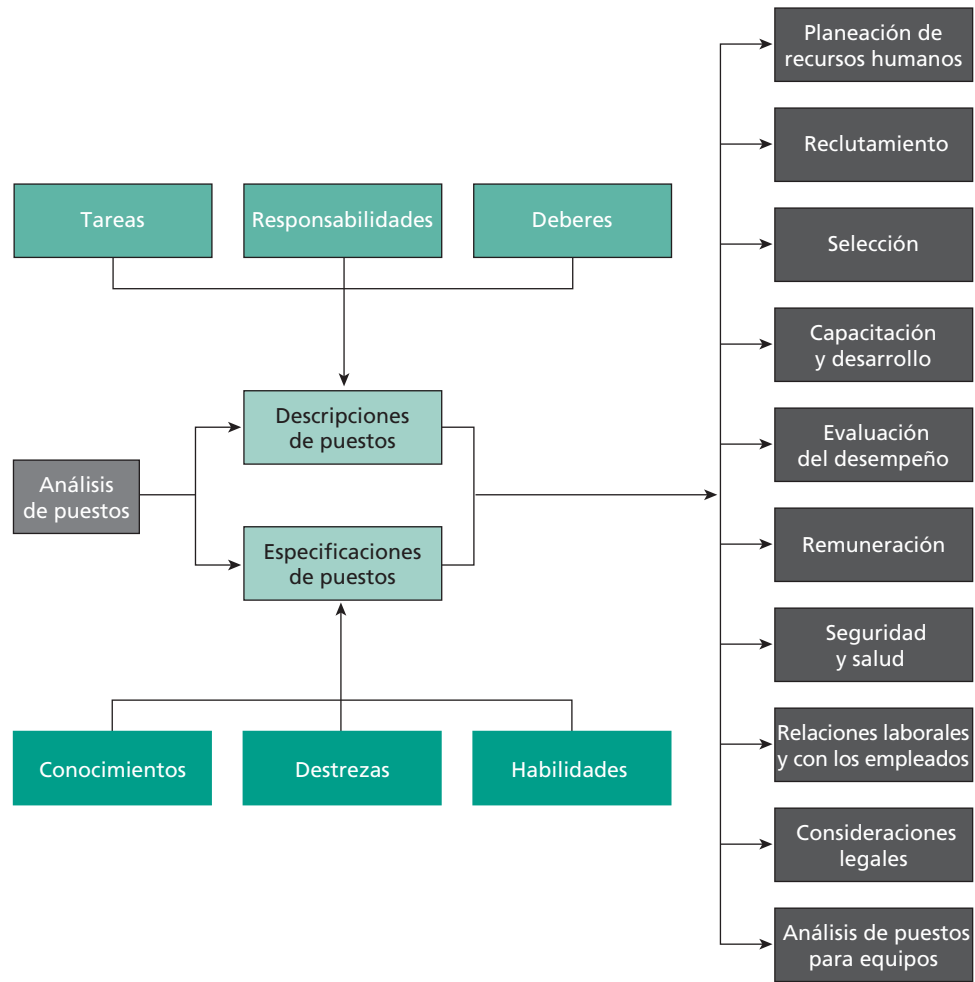 Tareas
Responsabilidades
Deberes
Descripciones
de puestos
Análisis
de puestos
Especificaciones
de puestos
Conocimientos
Destrezas
Habilidades
Planeación de
recursos humanos
Reclutamiento
Selección
Capacitación
y desarrollo
Evaluación
del desempeño
Remuneración
Seguridad
y salud
Relaciones laborales
y con los empleados
Consideraciones
legales
Análisis de puestos
para equipos